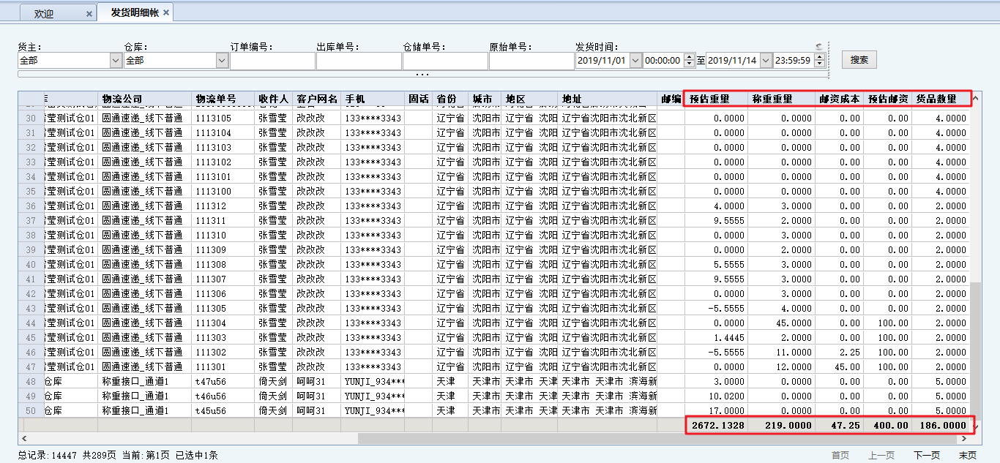 欢迎 × 发货明细帐 ×
货主: 仓库: 订单编号: 出库单号: 仓储单号: 原始单号: 发货时间:
全部 全部 2019/11/01 00:00:00 至 2019/11/14 23:59:59 搜索
物流公司 物流单号 收件人 客户网名 手机 固话 省份 城市 地区 地址 邮编 预估重量 称重重量 邮资成本 预估邮资 货品数量
30 莹测试仓01 圆通速递_线下普通 1113105 张雪莹 改改改 133****3343 辽宁省 沈阳市 辽宁省 沈阳 辽宁省沈阳市沈北新区 0.0000 0.0000 0.00 0.00 4.0000
31 莹测试仓01 圆通速递_线下普通 1113104 张雪莹 改改改 133****3343 辽宁省 沈阳市 辽宁省 沈阳 辽宁省沈阳市沈北新区 0.0000 0.0000 0.00 0.00 4.0000
32 莹测试仓01 圆通速递_线下普通 1113103 张雪莹 改改改 133****3343 辽宁省 沈阳市 辽宁省 沈阳 辽宁省沈阳市沈北新区 0.0000 0.0000 0.00 0.00 4.0000
33 莹测试仓01 圆通速递_线下普通 1113102 张雪莹 改改改 133****3343 辽宁省 沈阳市 辽宁省 沈阳 辽宁省沈阳市沈北新区 0.0000 0.0000 0.00 0.00 4.0000
34 莹测试仓01 圆通速递_线下普通 1113101 张雪莹 改改改 133****3343 辽宁省 沈阳市 辽宁省 沈阳 辽宁省沈阳市沈北新区 0.0000 0.0000 0.00 0.00 4.0000
35 莹测试仓01 圆通速递_线下普通 1113100 张雪莹 改改改 133****3343 辽宁省 沈阳市 辽宁省 沈阳 辽宁省沈阳市沈北新区 0.0000 0.0000 0.00 0.00 4.0000
36 莹测试仓01 圆通速递_线下普通 111312 张雪莹 改改改 133****3343 辽宁省 沈阳市 辽宁省 沈阳 辽宁省沈阳市沈北新区 4.0000 3.0000 0.00 0.00 2.0000
37 莹测试仓01 圆通速递_线下普通 111311 张雪莹 改改改 133****3343 辽宁省 沈阳市 辽宁省 沈阳 辽宁省沈阳市沈北新区 9.5555 2.0000 0.00 0.00 2.0000
38 莹测试仓01 圆通速递_线下普通 111310 张雪莹 改改改 133****3343 辽宁省 沈阳市 辽宁省 沈阳 辽宁省沈阳市沈北新区 0.0000 3.0000 0.00 0.00 2.0000
39 莹测试仓01 圆通速递_线下普通 111309 张雪莹 改改改 133****3343 辽宁省 沈阳市 辽宁省 沈阳 辽宁省沈阳市沈北新区 0.0000 2.0000 0.00 0.00 2.0000
40 莹测试仓01 圆通速递_线下普通 111308 张雪莹 改改改 133****3343 辽宁省 沈阳市 辽宁省 沈阳 辽宁省沈阳市沈北新区 5.5555 3.0000 0.00 0.00 2.0000
41 莹测试仓01 圆通速递_线下普通 111307 张雪莹 改改改 133****3343 辽宁省 沈阳市 辽宁省 沈阳 辽宁省沈阳市沈北新区 9.5555 3.0000 0.00 0.00 2.0000
42 莹测试仓01 圆通速递_线下普通 111306 张雪莹 改改改 133****3343 辽宁省 沈阳市 辽宁省 沈阳 辽宁省沈阳市沈北新区 0.0000 3.0000 0.00 0.00 2.0000
43 莹测试仓01 圆通速递_线下普通 111305 张雪莹 改改改 133****3343 辽宁省 沈阳市 辽宁省 沈阳 辽宁省沈阳市沈北新区 -5.5555 4.0000 0.00 0.00 2.0000
44 莹测试仓01 圆通速递_线下普通 111304 张雪莹 改改改 133****3343 辽宁省 沈阳市 辽宁省 沈阳 辽宁省沈阳市沈北新区 0.0000 45.0000 0.00 100.00 2.0000
45 莹测试仓01 圆通速递_线下普通 111303 张雪莹 改改改 133****3343 辽宁省 沈阳市 辽宁省 沈阳 辽宁省沈阳市沈北新区 1.4445 2.0000 0.00 100.00 2.0000
46 莹测试仓01 圆通速递_线下普通 111302 张雪莹 改改改 133****3343 辽宁省 沈阳市 辽宁省 沈阳 辽宁省沈阳市沈北新区 -5.5555 11.0000 2.25 100.00 2.0000
47 莹测试仓01 圆通速递_线下普通 111301 张雪莹 改改改 133****3343 辽宁省 沈阳市 辽宁省 沈阳 辽宁省沈阳市沈北新区 0.0000 12.0000 45.00 100.00 2.0000
48 仓库 称重接口_通道1 t47u56 倚天剑 呵呵31 YUNJI_934*** 天津 天津市 天津市 天津 天津市 天津市 滨海新 3.0000 0.0000 0.00 0.00 5.0000
49 仓库 称重接口_通道1 t46u56 倚天剑 呵呵31 YUNJI_934*** 天津 天津市 天津市 天津 天津市 天津市 滨海新 10.0200 0.0000 0.00 0.00 5.0000
50 仓库 称重接口_通道1 t45u56 倚天剑 呵呵31 YUNJI_934*** 天津 天津市 天津市 天津 天津市 天津市 滨海新 17.0000 0.0000 0.00 0.00 5.0000
2672.1328 219.0000 47.25 400.00 186.0000
总记录:14447 共289页 当前:第1页 已选中1条 首页 上一页 下一页 末页